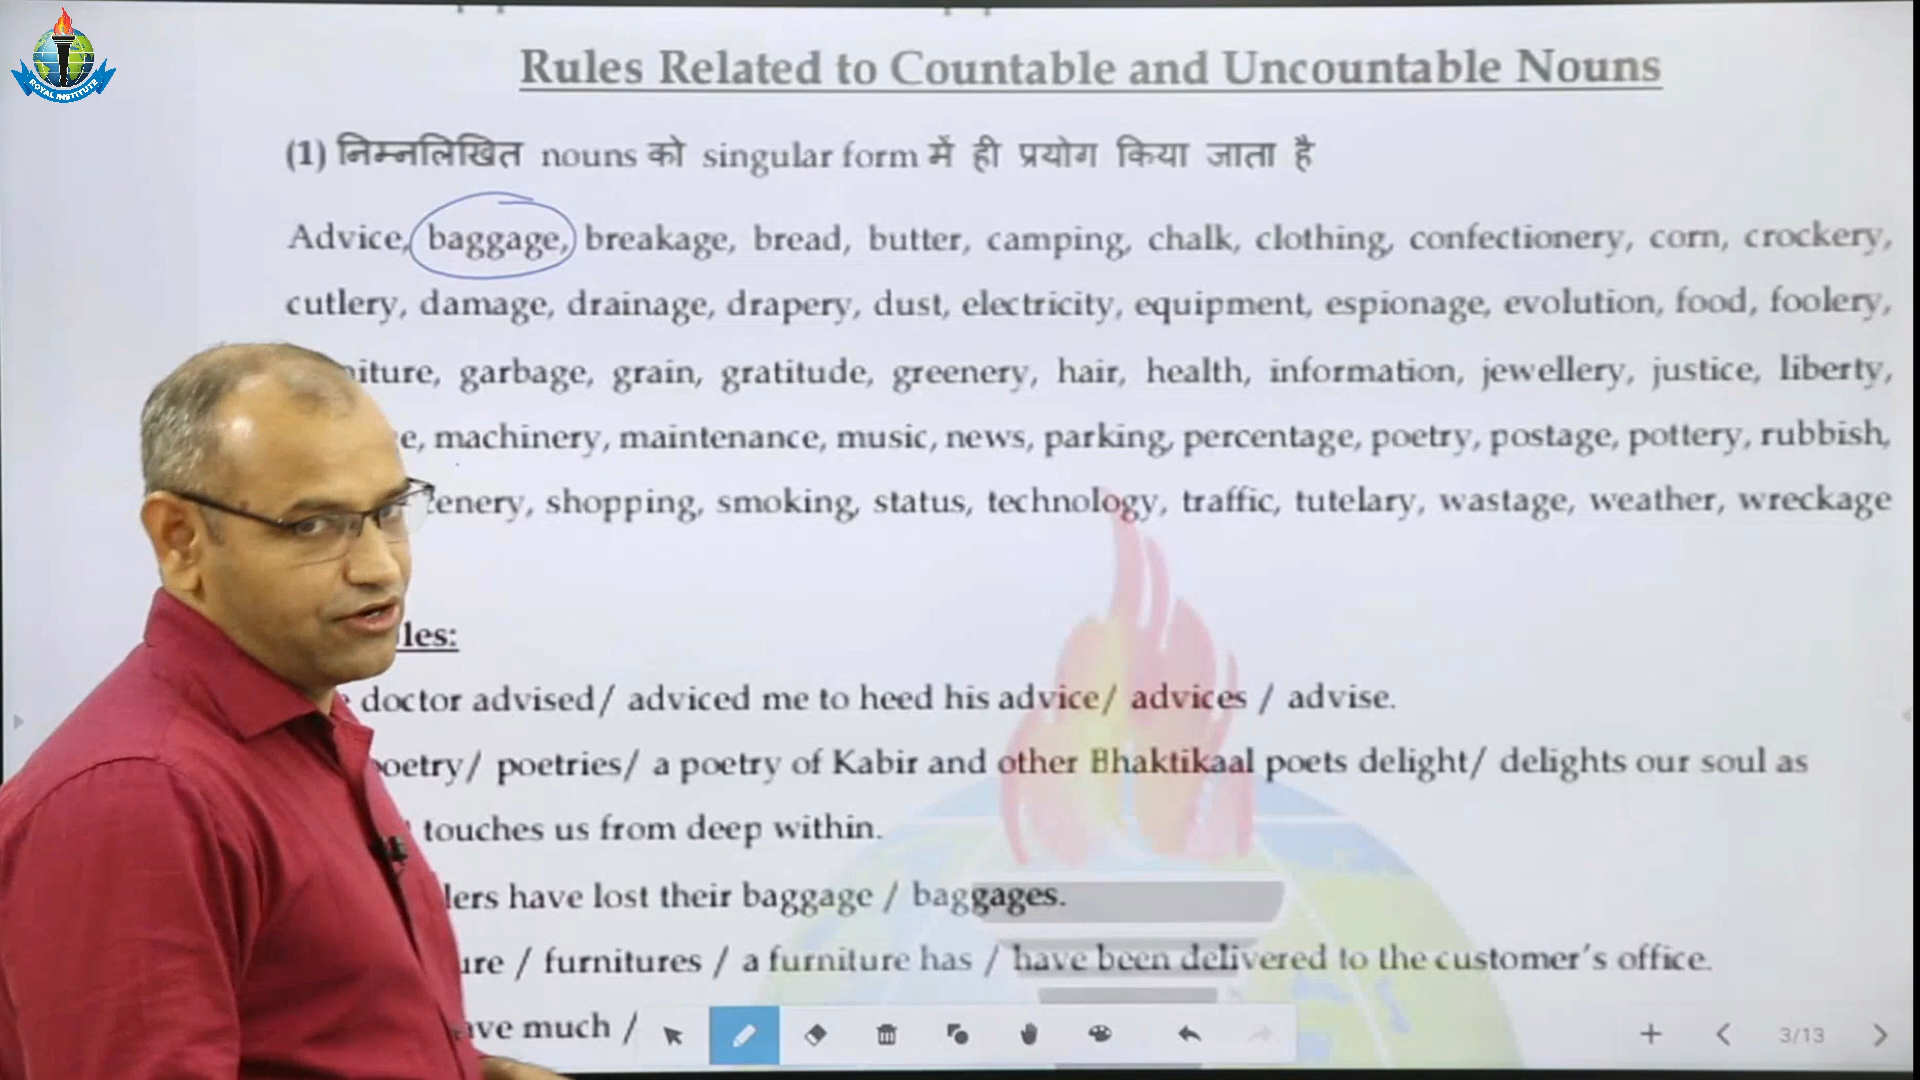 ROYAL INSTITUTE
Rules Related to Countable and Uncountable Nouns
(1) निम्नलिखित nouns को singular form में ही प्रयोग किया जाता है
Advice, baggage, breakage, bread, butter, camping, chalk, clothing, confectionery, corn, crockery,
cutlery, damage, drainage, drapery, dust, electricity, equipment, espionage, evolution, food, foolery,
garbage, grain, gratitude, greenery, hair, health, information, jewellery, justice, liberty,
machinery, maintenance, music, news, parking, percentage, poetry, postage, pottery, rubbish,
shopping, smoking, status, technology, traffic, tutelary, wastage, weather, wreckage
doctor advised/ adviced me to heed his advice/ advices / advise.
poetries/ a poetry of Kabir and other Bhaktikaal poets delight/ delights our soul as
touches us from deep within.
have lost their baggage / baggages.
/ furnitures / a furniture has / have been delivered to the customer's office.
much /
3/13